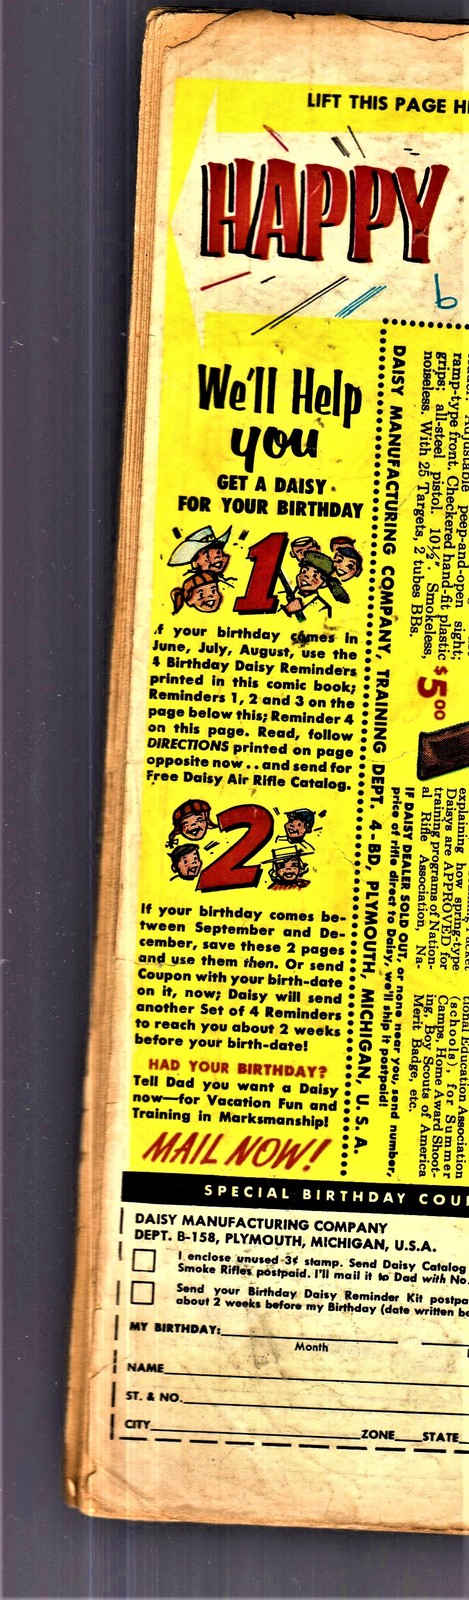 LIFT THIS PAGE
HAPPY
We'll Help
you
GET A DAISY
FOR YOUR BIRTHDAY
1
If your birthday comes in
June, July, August, use the
4 Birthday Daisy Reminders
printed in this comic book;
Reminders 1, 2 and 3 on the
page below this; Reminder 4
on this page. Read, follow
DIRECTIONS printed on page
opposite now . . and send for
Free Daisy Air Rifle Catalog.
2
If your birthday comes be-
tween September and De-
cember, save these 2 pages
and use them then. Or send
Coupon with your birth-date
on it, now; Daisy will send
another Set of 4 Reminders
to reach you about 2 weeks
before your birth-date!
HAD YOUR BIRTHDAY?
Tell Dad you want a Daisy
now—for Vacation Fun and
Training in Marksmanship!
MAIL NOW!
peep-and-open sight;
ramp-type front. Checkered hand-fit plastic
grips; all-steel pistol. 10½". Smokeless,
noiseless. With 25 Targets, 2 tubes BBs.
$5.00
explaining how spring-type
Daisys are APPROVED for
training programs of Nation-
al Rifle Association, Na-
tional Education Association
(schools), for Summer
Camps, Home Award Shoot-
ing, Boy Scouts of America
Merit Badge, etc.
IF DAISY DEALER SOLD OUT, or none near you, send number,
price of rifle direct to Daisy, we'll ship it postpaid!
DAISY MANUFACTURING COMPANY, TRAINING DEPT. 4-BD, PLYMOUTH, MICHIGAN, U. S. A.
SPECIAL BIRTHDAY
DAISY MANUFACTURING COMPANY
DEPT. B-158, PLYMOUTH, MICHIGAN, U.S.A.
I enclose unused 3¢ stamp. Send Daisy Catalog
Smoke Rifles postpaid. I'll mail it to Dad with No.
Send your Birthday Daisy Reminder Kit
about 2 weeks before my Birthday (date written
MY BIRTHDAY:
Month
NAME
ST. & NO.
CITY ZONE STATE